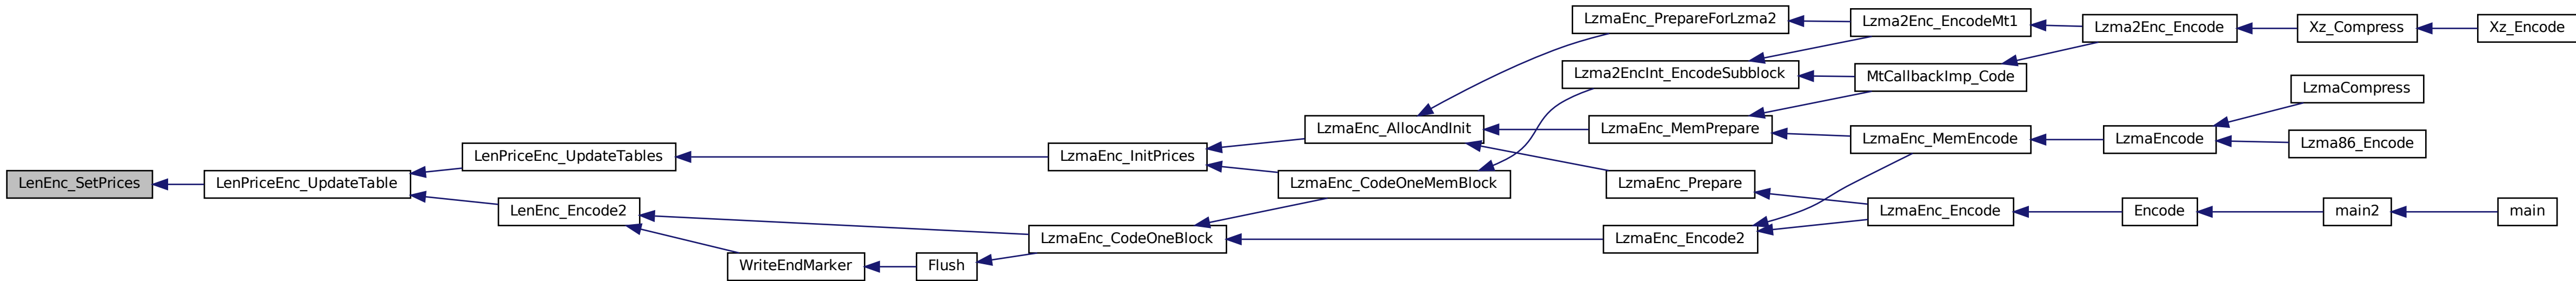 LenEnc_SetPrices
LenPriceEnc_UpdateTable
LenPriceEnc_UpdateTables
LenEnc_Encode2
WriteEndMarker
Flush
LzmaEnc_InitPrices
LzmaEnc_CodeOneBlock
LzmaEnc_AllocAndInit
LzmaEnc_CodeOneMemBlock
LzmaEnc_PrepareForLzma2
Lzma2EncInt_EncodeSubblock
LzmaEnc_MemPrepare
LzmaEnc_Prepare
LzmaEnc_Encode2
Lzma2Enc_EncodeMt1
MtCallbackImp_Code
LzmaEnc_MemEncode
LzmaEnc_Encode
Lzma2Enc_Encode
LzmaEncode
Encode
Xz_Compress
LzmaCompress
Lzma86_Encode
main2
Xz_Encode
main